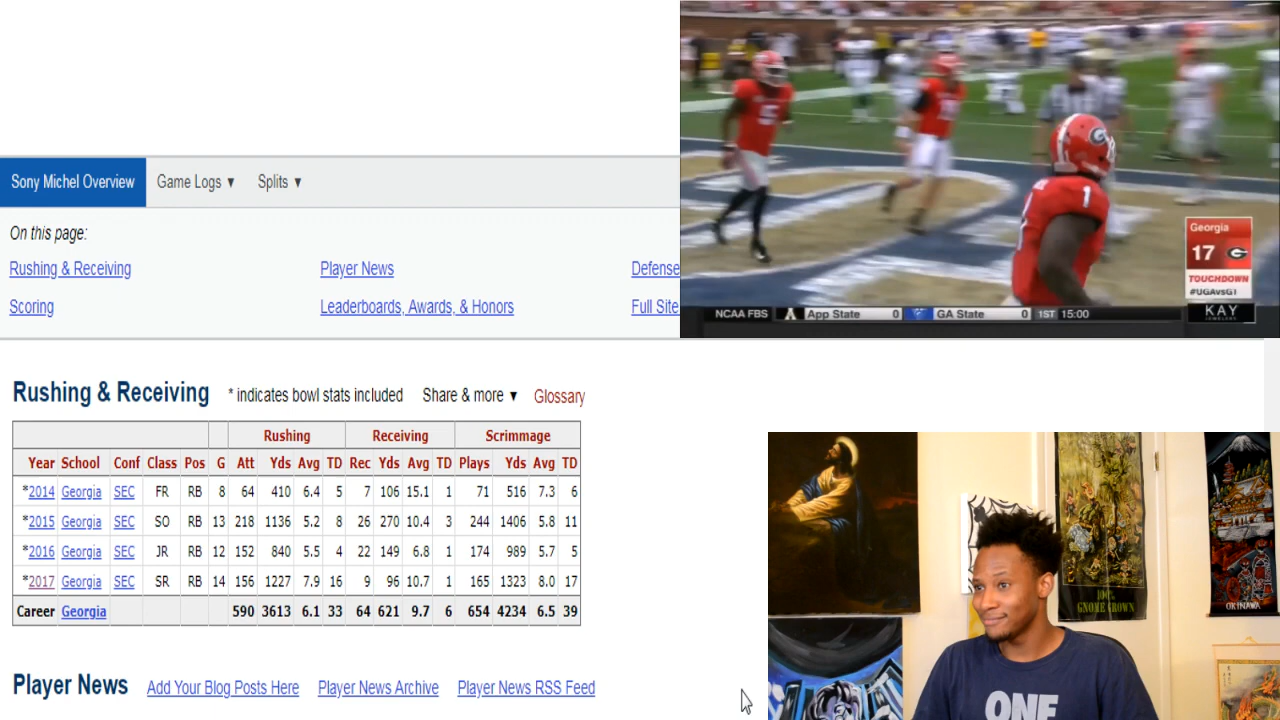 Sony Michel Overview Game Logs ▼ Splits ▼
On this page:
Rushing & Receiving Player News Defense
Scoring Leaderboards, Awards, & Honors Full Site
1
Georgia
17 G
TOUCHDOWN
#UGAvsGT
NCAA FBS A App State 0 GA State 0 1ST 15:00
KAY
JEWELERS
Rushing & Receiving * indicates bowl stats included Share & more ▼ Glossary
Rushing Receiving Scrimmage
Year School Conf Class Pos G Att Yds Avg TD Rec Yds Avg TD Plays Yds Avg TD
*2014 Georgia SEC FR RB 8 64 410 6.4 5 7 106 15.1 1 71 516 7.3 6
*2015 Georgia SEC SO RB 13 218 1136 5.2 8 26 270 10.4 3 244 1406 5.8 11
*2016 Georgia SEC JR RB 12 152 840 5.5 4 22 149 6.8 1 174 989 5.7 5
*2017 Georgia SEC SR RB 14 156 1227 7.9 16 9 96 10.7 1 165 1323 8.0 17
Career Georgia 590 3613 6.1 33 64 621 9.7 6 654 4234 6.5 39
Player News Add Your Blog Posts Here Player News Archive Player News RSS Feed
100%
GNOME GROWN
OKINAWA
ONE